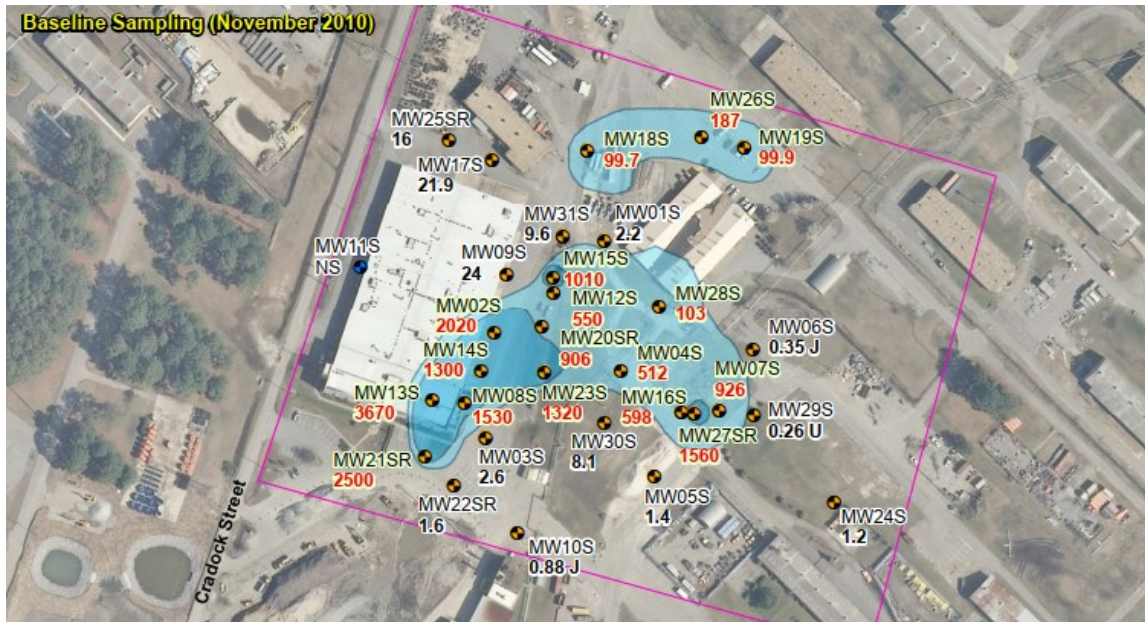 Baseline Sampling (November 2010)
MW26S
187
MW25SR
16
MW18S
99.7
MW19S
99.9
MW17S
21.9
MW31S
9.6
MW01S
2.2
MW11S
NS
MW09S
24
MW15S
1010
MW12S
550
MW28S
103
MW02S
2020
MW20SR
906
MW06S
0.35 J
MW14S
1300
MW04S
512
MW07S
926
MW13S
3670
MW08S
1530
MW23S
1320
MW16S
598
MW29S
0.26 U
MW27SR
1560
MW30S
8.1
MW03S
2.6
MW21SR
2500
MW22SR
1.6
MW05S
1.4
MW24S
1.2
MW10S
0.88 J
Cradock Street